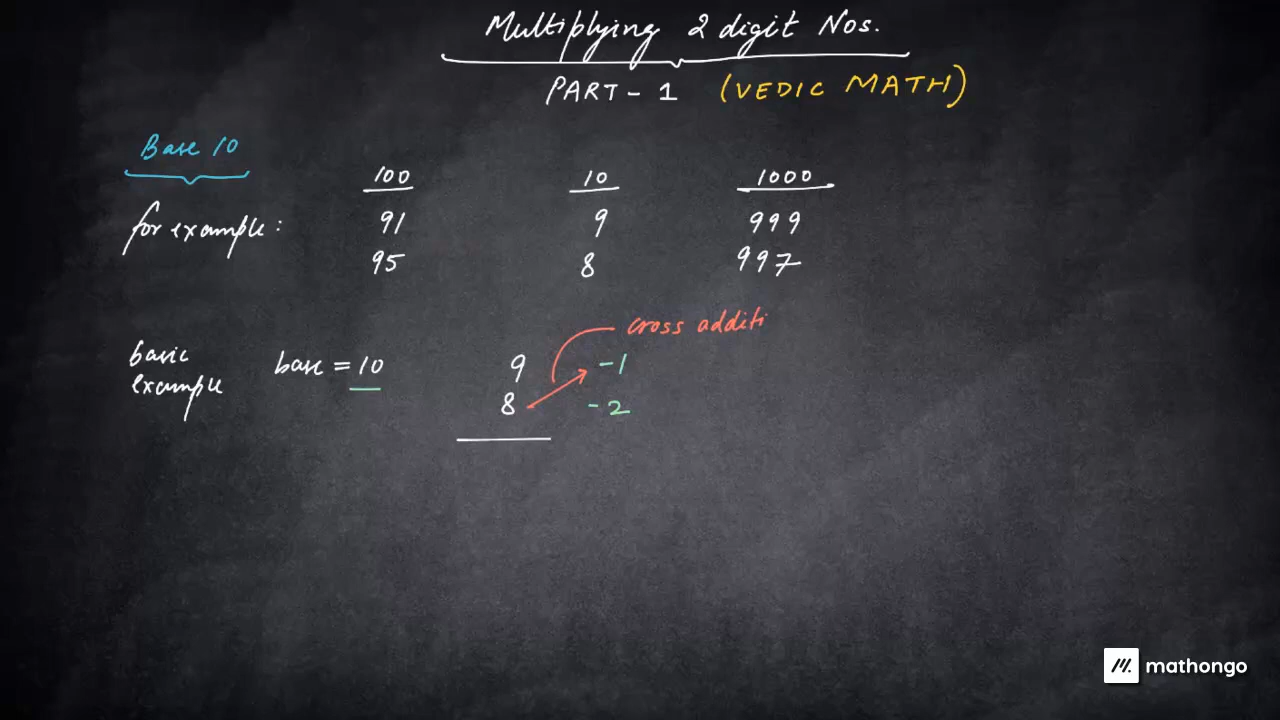 Multiplying 2 digit Nos.
PART - 1 (VEDIC MATH)
Base 10
100 10 1000
for example: 91 9 999
95 8 997
cross additi
basic example base = 10 9 -1
8 -2
mathongo